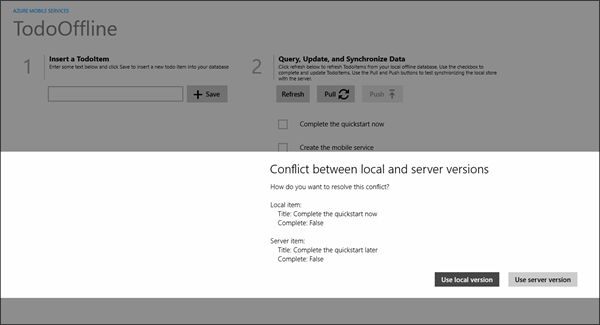 AZURE MOBILE SERVICES
TodoOffline
1
Insert a TodoItem
Enter some text below and click Save to insert a new todo item into your database
Save
2
Query, Update, and Synchronize Data
Click refresh below to refresh TodoItems from your local offline database. Use the checkbox
to complete and update TodoItems. Use the Pull and Push buttons to test synchronizing the local store
with the server.
Refresh Pull Push
Complete the quickstart now
Create the mobile service
Conflict between local and server versions
How do you want to resolve this conflict?
Local item:
Title: Complete the quickstart now
Complete: False
Server item:
Title: Complete the quickstart later
Complete: False
Use local version Use server version